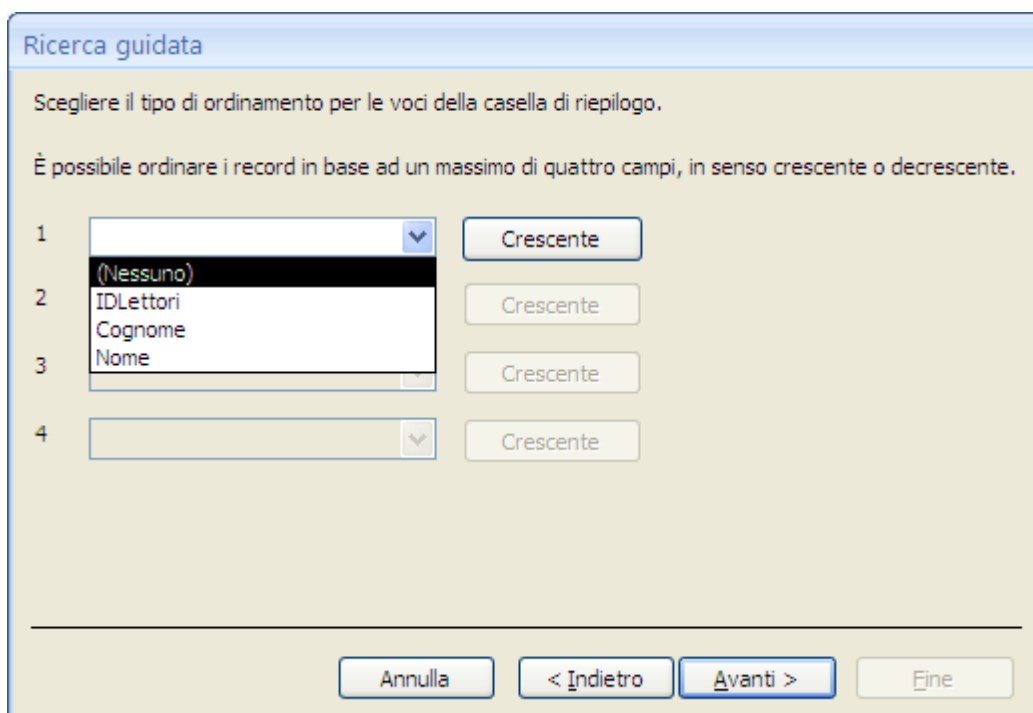 Ricerca guidata
Scegliere il tipo di ordinamento per le voci della casella di riepilogo.
È possibile ordinare i record in base ad un massimo di quattro campi, in senso crescente o decrescente.
1 Crescente
(Nessuno)
2 IDLettori Crescente
Cognome
3 Nome Crescente
4 Crescente
Annulla < Indietro Avanti > Fine